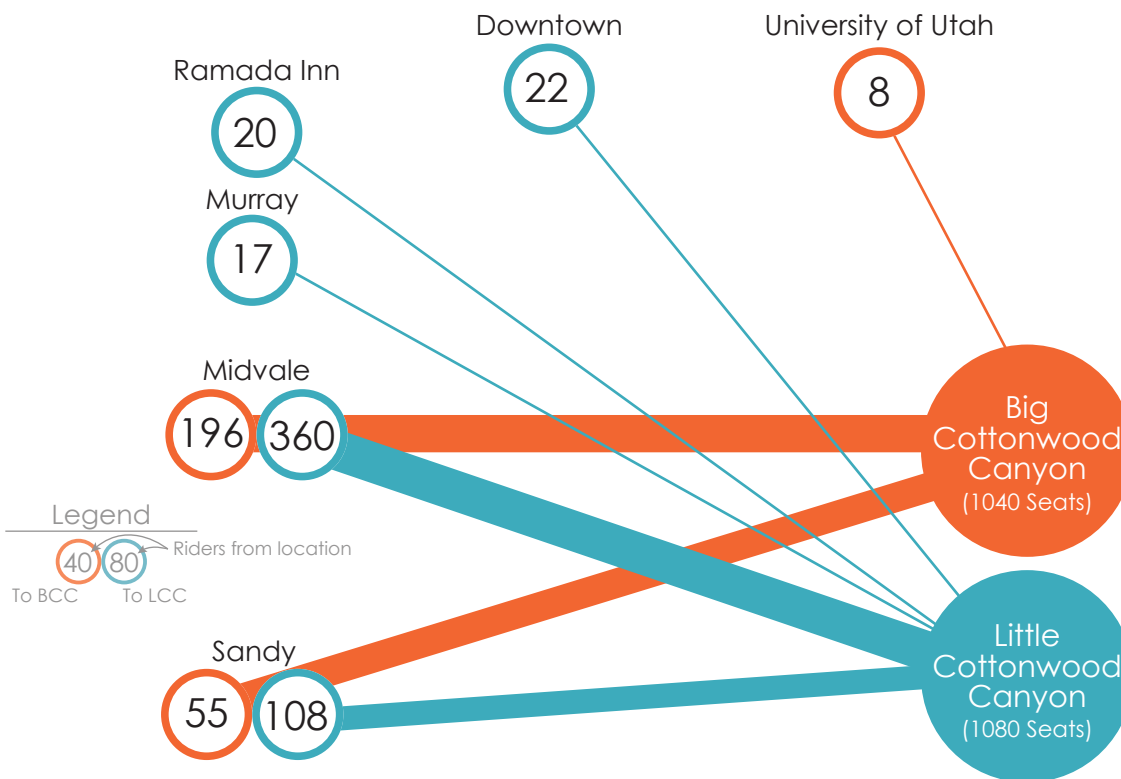 Downtown
22
University of Utah
8
Ramada Inn
20
Murray
17
Midvale
196 360
Big
Cottonwood
Canyon
(1040 Seats)
Legend
40 80 Riders from location
To BCC To LCC
Sandy
55 108
Little
Cottonwood
Canyon
(1080 Seats)